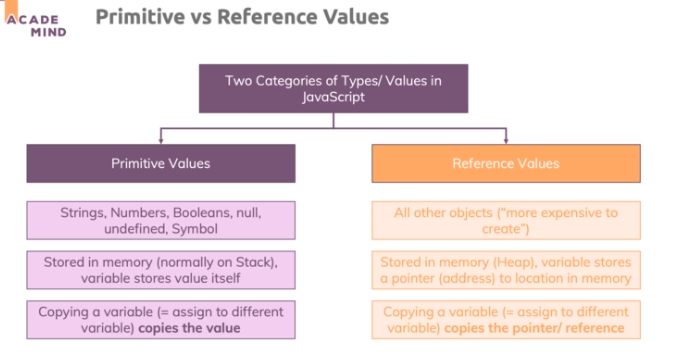 ACADE
MIND
Primitive vs Reference Values
Two Categories of Types/ Values in
JavaScript
Primitive Values
Strings, Numbers, Booleans, null,
undefined, Symbol
Stored in memory (normally on Stack),
variable stores value itself
Copying a variable (= assign to different
variable) copies the value
Reference Values
All other objects (“more expensive to
create”)
Stored in memory (Heap), variable stores
a pointer (address) to location in memory
Copying a variable (= assign to different
variable) copies the pointer/ reference